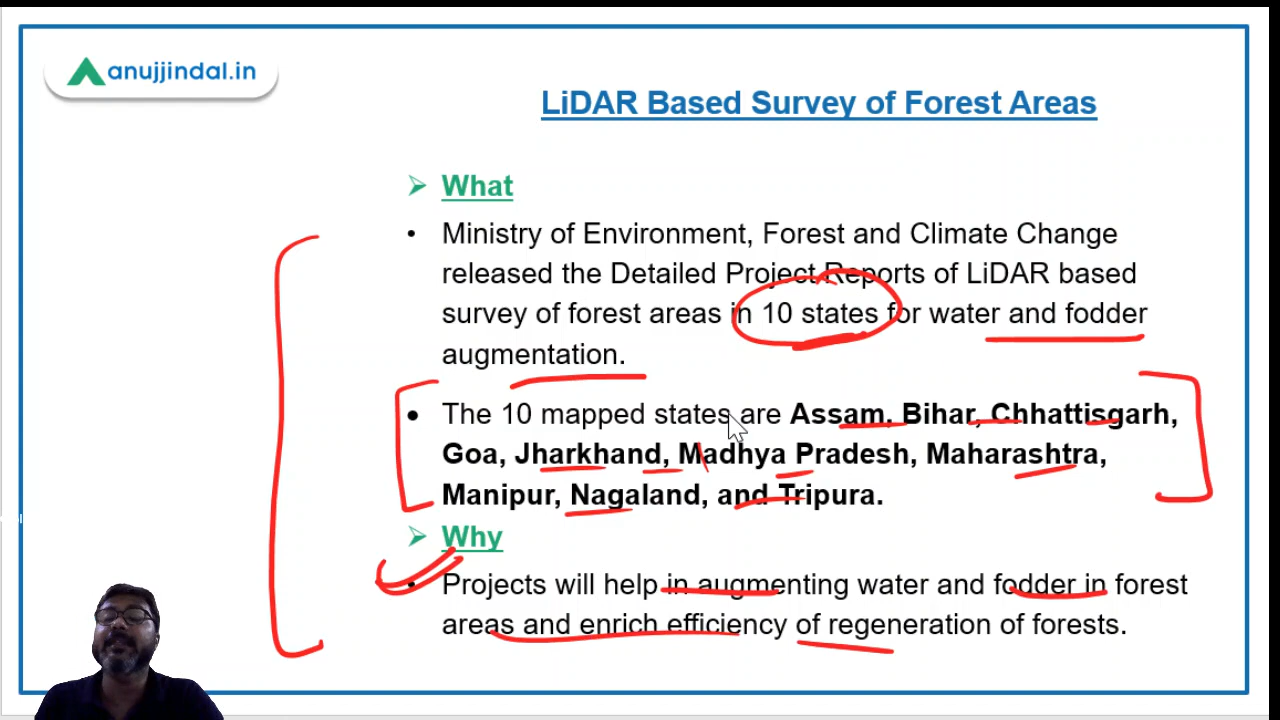 anujjindal.in
LiDAR Based Survey of Forest Areas
What
Ministry of Environment, Forest and Climate Change
released the Detailed Project Reports of LiDAR based
survey of forest areas in 10 states for water and fodder
augmentation.
The 10 mapped states are Assam, Bihar, Chhattisgarh,
Goa, Jharkhand, Madhya Pradesh, Maharashtra,
Manipur, Nagaland, and Tripura.
Why
Projects will help in augmenting water and fodder in forest
areas and enrich efficiency of regeneration of forests.